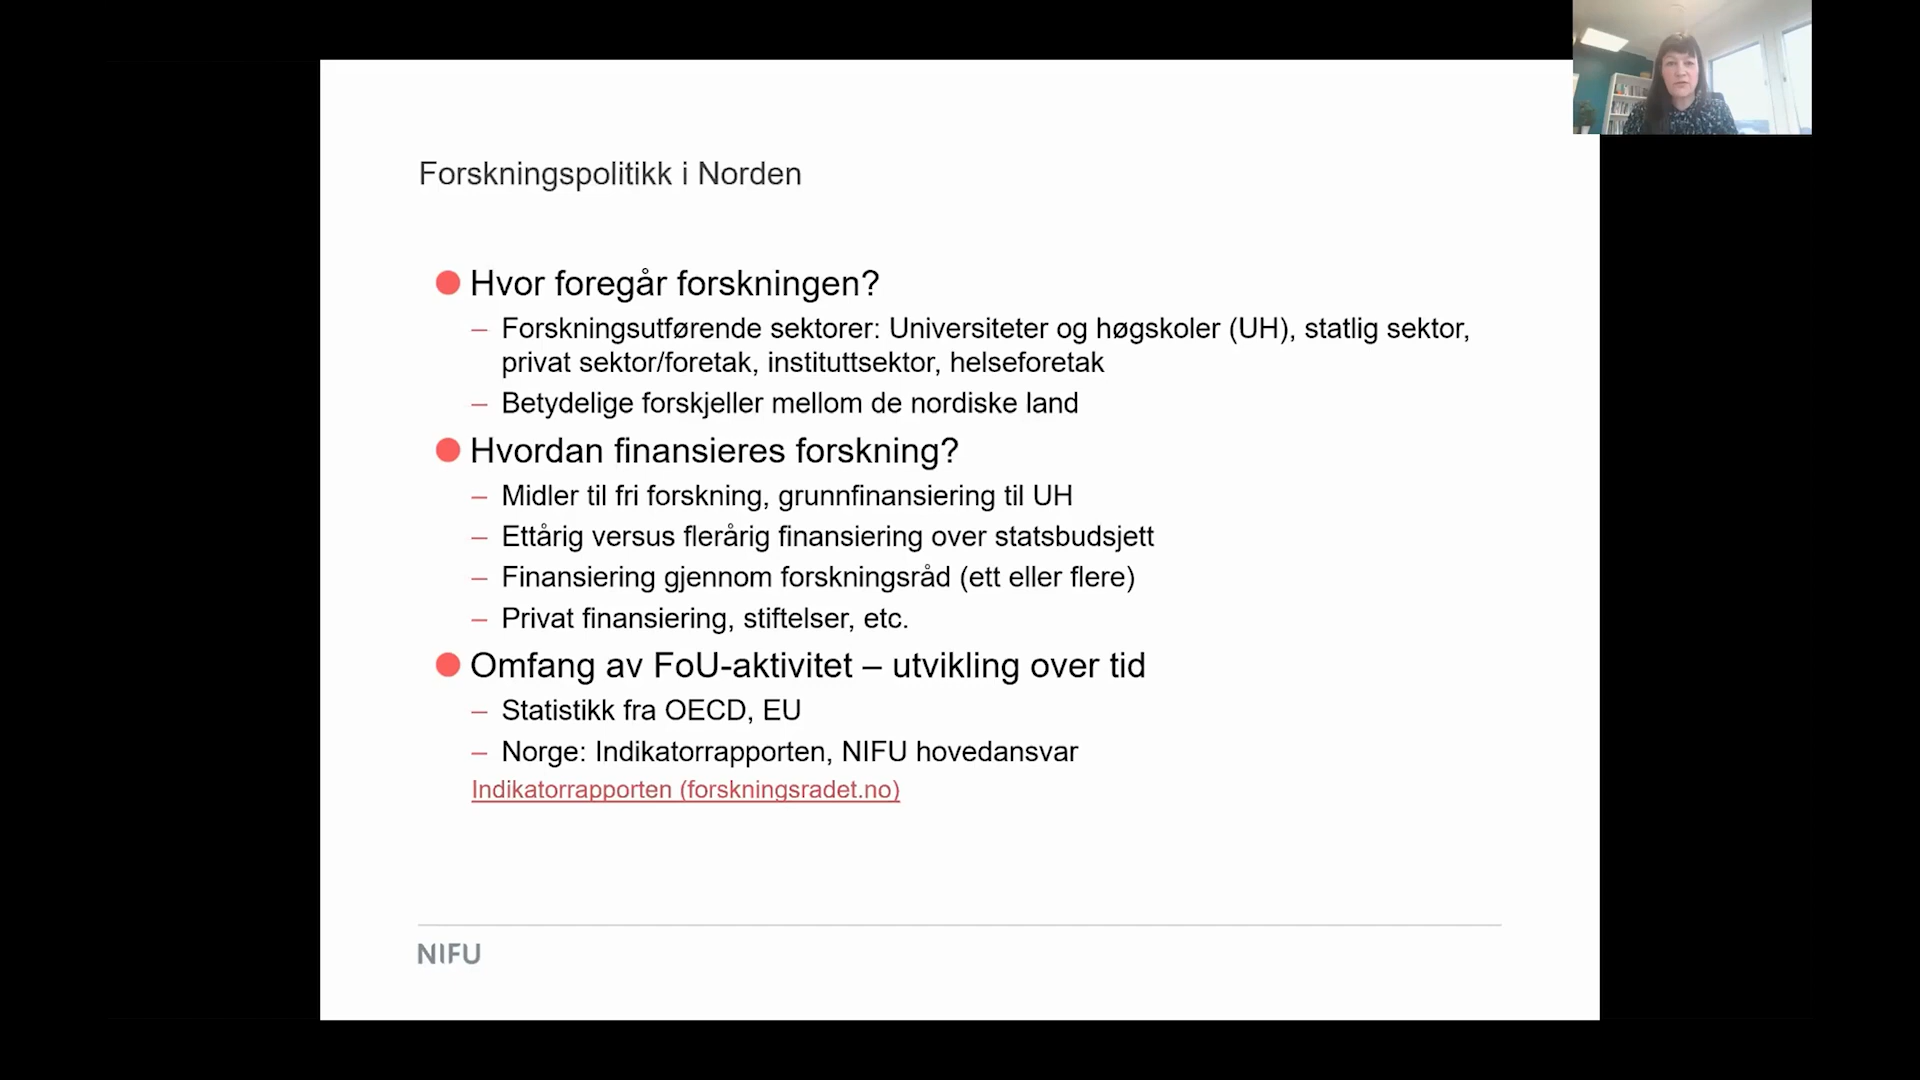 Forskningspolitikk i Norden
Hvor foregår forskningen?
– Forskningsutførende sektorer: Universiteter og høgskoler (UH), statlig sektor,
privat sektor/foretak, instituttsektor, helseforetak
– Betydelige forskjeller mellom de nordiske land
Hvordan finansieres forskning?
– Midler til fri forskning, grunnfinansiering til UH
– Ettårig versus flerårig finansiering over statsbudsjett
– Finansiering gjennom forskningsråd (ett eller flere)
– Privat finansiering, stiftelser, etc.
Omfang av FoU-aktivitet – utvikling over tid
– Statistikk fra OECD, EU
– Norge: Indikatorrapporten, NIFU hovedansvar
Indikatorrapporten (forskningsradet.no)
NIFU